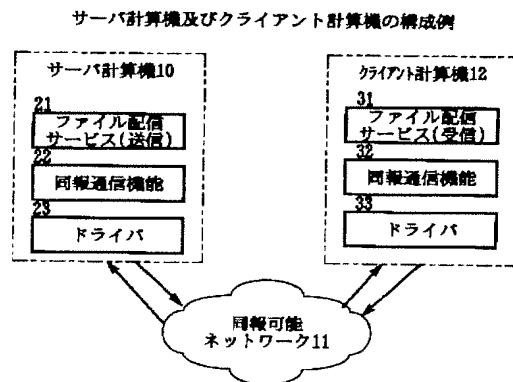 サーバ計算機及びクライアント計算機の構成例
サーバ計算機10
21
ファイル配信
サービス(送信)
22
同報通信機能
23
ドライバ
クライアント計算機12
31
ファイル配信
サービス(受信)
32
同報通信機能
33
ドライバ
同報可能
ネットワーク11